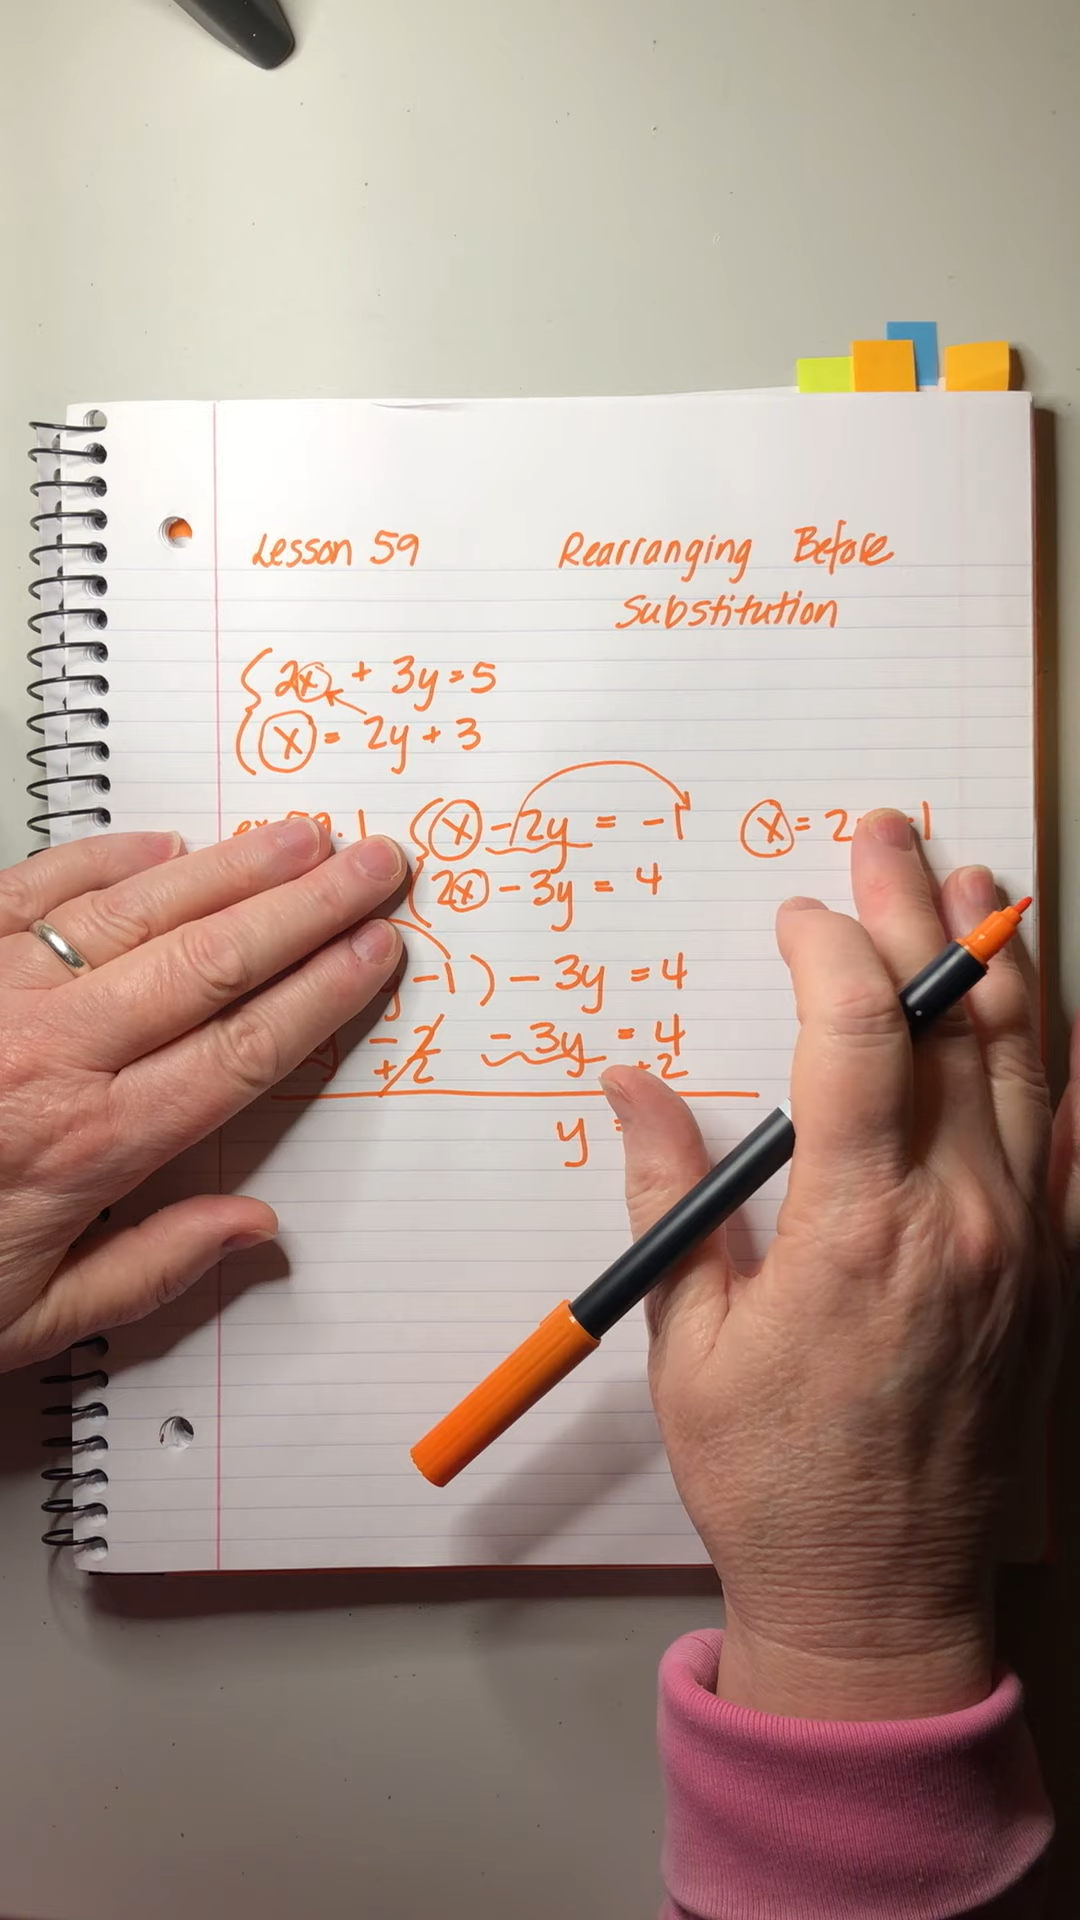 Lesson 59 Rearranging Before
Substitution
2x + 3y = 5
x = 2y + 3
x - 2y = -1 x = 2
2x - 3y = 4
-1) - 3y = 4
- 2 - 3y = 4
+2 +2
y =